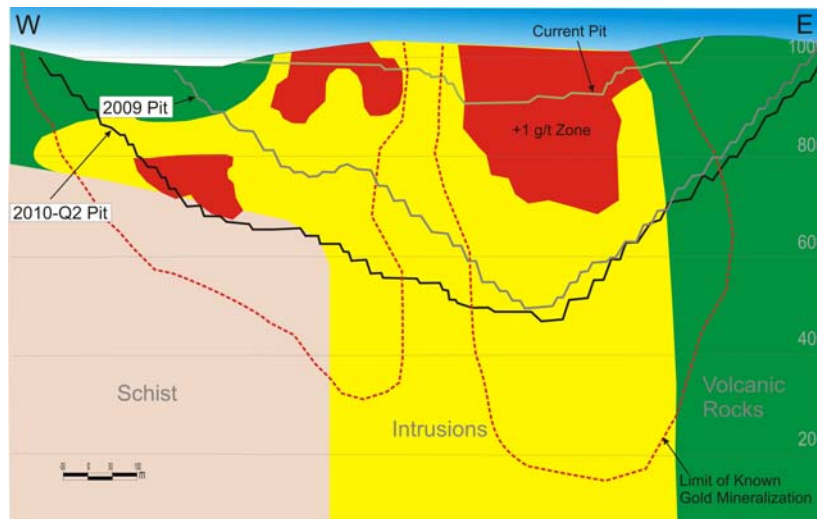 W
E
Current Pit
100
2009 Pit
+1 g/t Zone
80
2010-Q2 Pit
60
40
Schist
Volcanic
Rocks
Intrusions
20
m
Limit of Known
Gold Mineralization